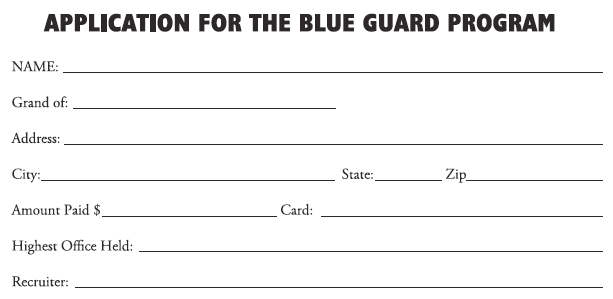 APPLICATION FOR THE BLUE GUARD PROGRAM
NAME:
Grand of:
Address:
City: State: Zip
Amount Paid $ Card:
Highest Office Held:
Recruiter: